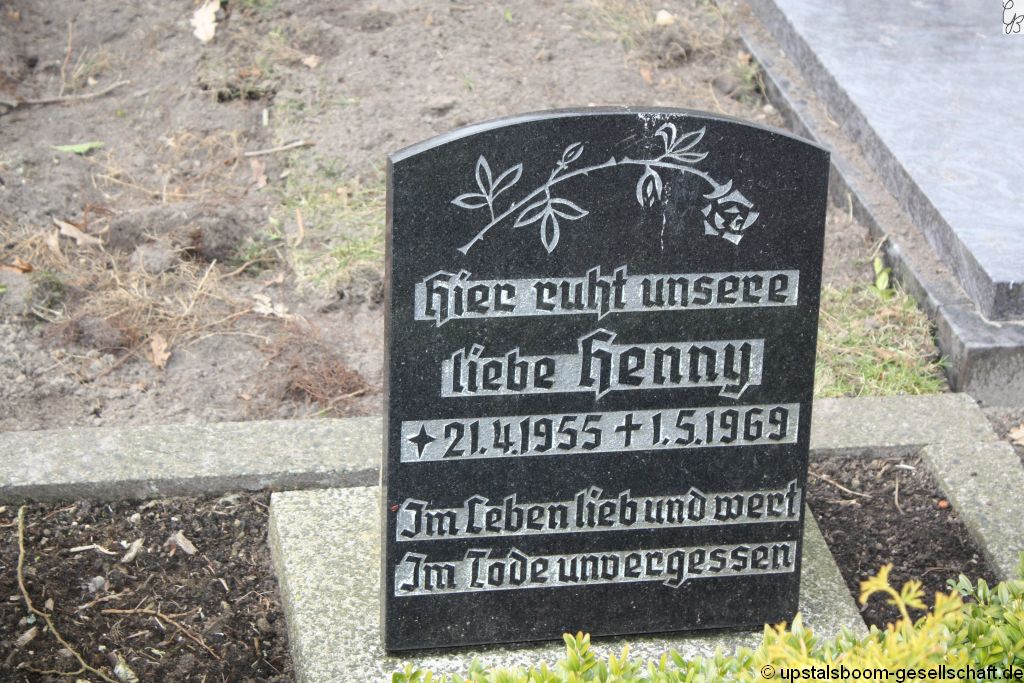 GB
Hier ruht unsere
liebe Henny
✦ 21.4.1955 ✝ 1.5.1969
Im Leben lieb und wert
Im Tode unvergessen
© upstalsboom-gesellschaft.de